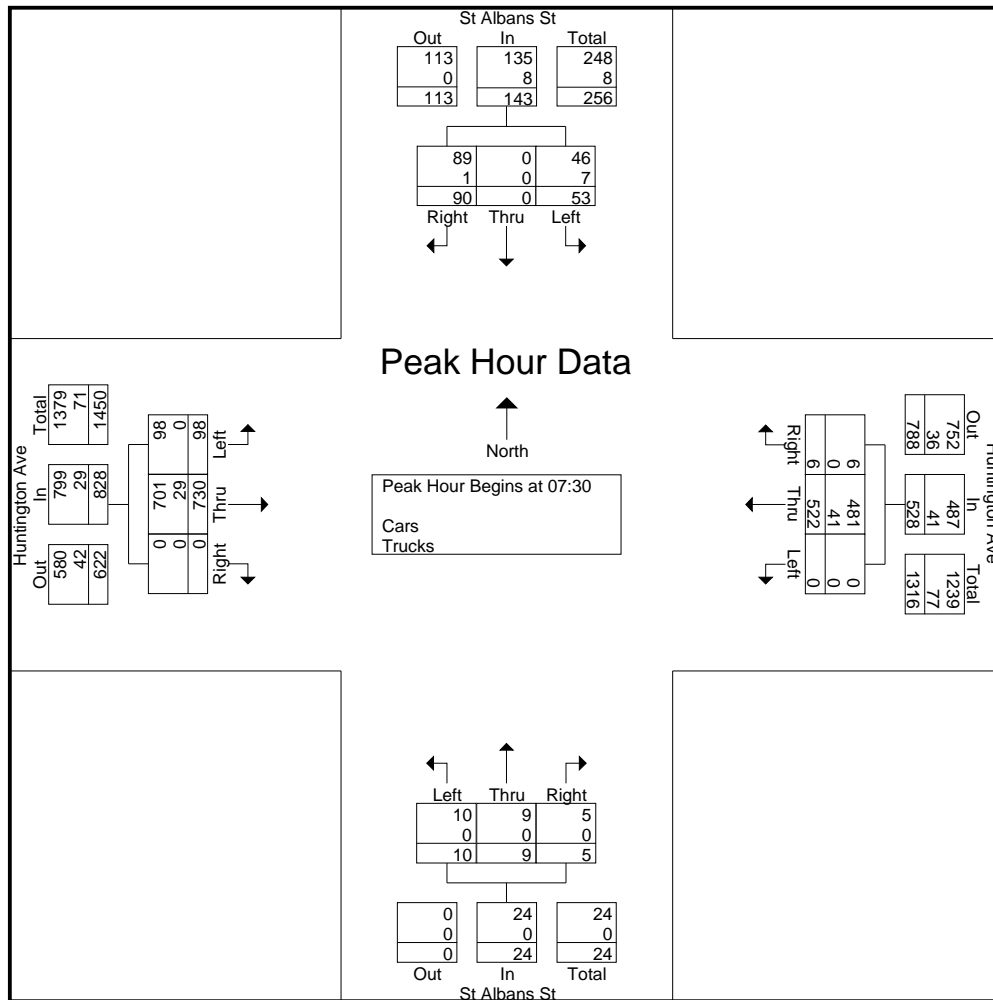 St Albans St
Out In Total
113 135 248
0 8 8
113 143 256
89 0 46
1 0 7
90 0 53
Right Thru Left
Peak Hour Data
North
Peak Hour Begins at 07:30
Cars
Trucks
Huntington Ave
Total In Out
1379 799 580
71 29 42
1450 828 622
Left Thru Right
98 701 0
0 29 0
98 730 0
Huntington Ave
Out In Total
752 487 1239
36 41 77
788 528 1316
Right Thru Left
6 481 0
0 41 0
6 522 0
Left Thru Right
10 9 5
0 0 0
10 9 5
0 24 24
0 0 0
0 24 24
Out In Total
St Albans St